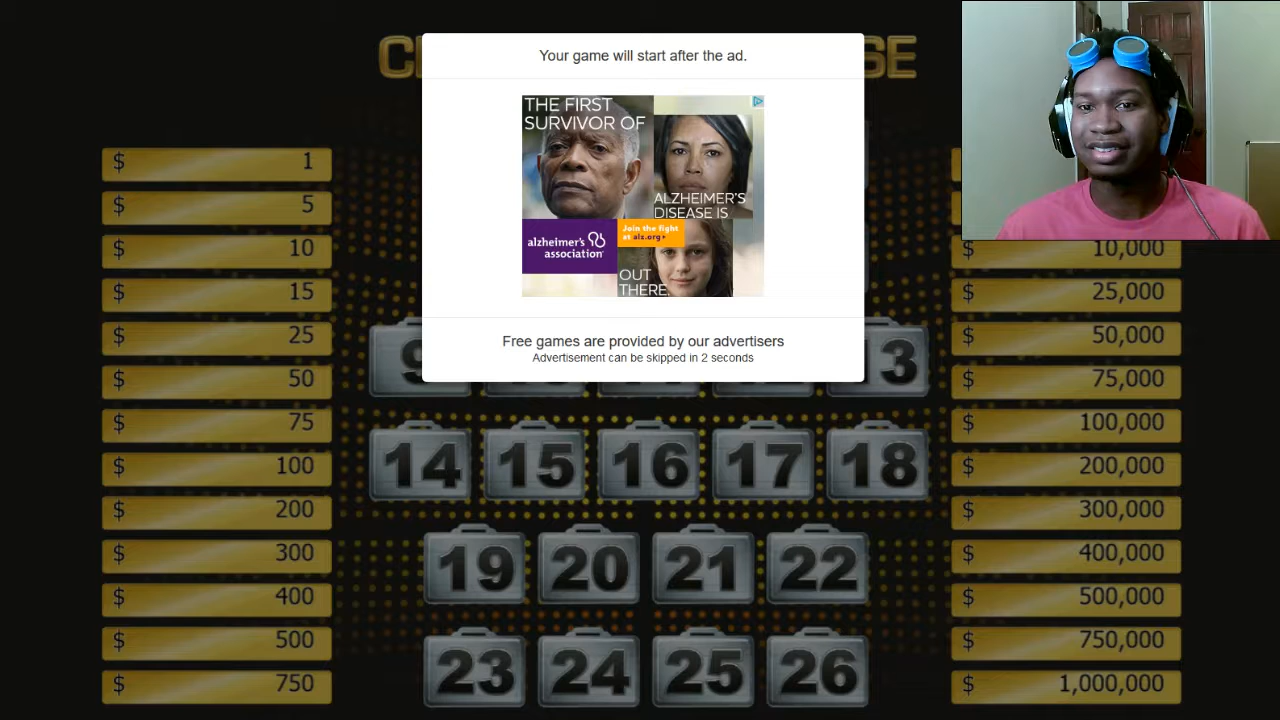 Your game will start after the ad.
THE FIRST
SURVIVOR OF
ALZHEIMER'S
DISEASE IS
alzheimer's
association
Join the fight
at alz.org
OUT
THERE.
Free games are provided by our advertisers
Advertisement can be skipped in 2 seconds
$ 1
$ 5
$ 10
$ 15
$ 25
$ 50
$ 75
$ 100
$ 200
$ 300
$ 400
$ 500
$ 750
13
14 15 16 17 18
19 20 21 22
23 24 25 26
10,000
$ 25,000
$ 50,000
$ 75,000
$ 100,000
$ 200,000
$ 300,000
$ 400,000
$ 500,000
$ 750,000
$ 1,000,000